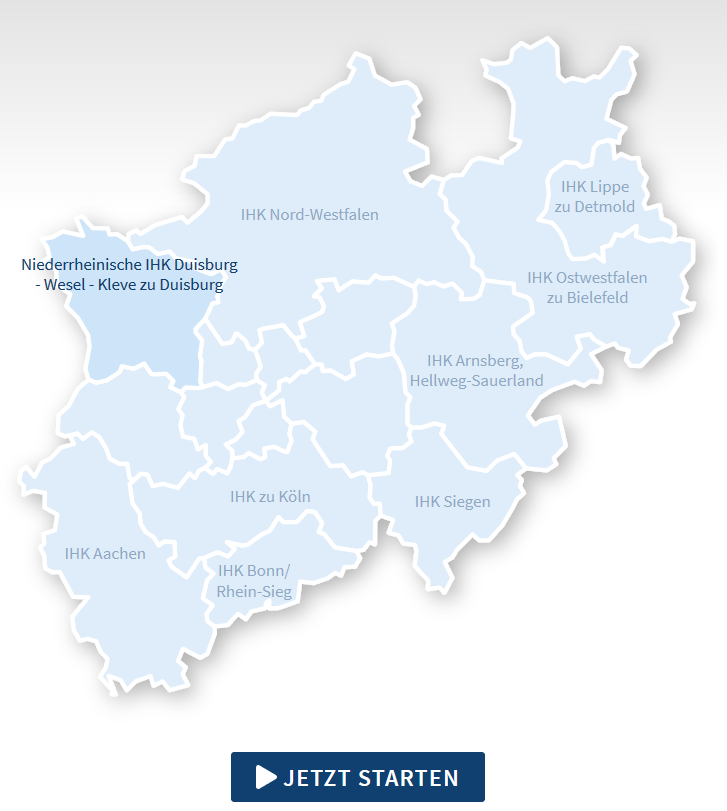 IHK Lippe
zu Detmold
IHK Nord-Westfalen
Niederrheinische IHK Duisburg
- Wesel - Kleve zu Duisburg
IHK Ostwestfalen
zu Bielefeld
IHK Arnsberg,
Hellweg-Sauerland
IHK zu Köln
IHK Siegen
IHK Aachen
IHK Bonn/
Rhein-Sieg
JETZT STARTEN